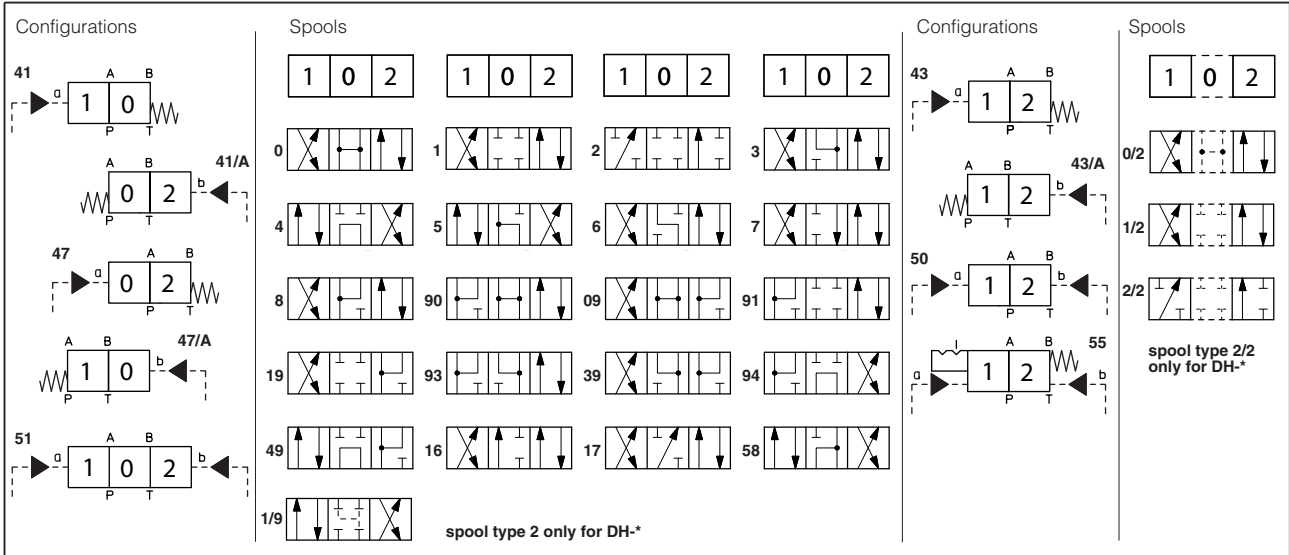 Configurations
41
a
A B
1 0
P T
A B
41/A
0 2
b
P T
47
a
A B
0 2
P T
A B
47/A
1 0
b
P T
51
a
A B
1 0 2
b
P T
Spools
1 0 2
1 0 2
1 0 2
1 0 2
0
1
2
3
4
5
6
7
8
90
09
91
19
93
39
94
49
16
17
58
1/9
spool type 2 only for DH-*
Configurations
43
a
A B
1 2
P T
A B
43/A
1 2
b
P T
50
a
A B
1 2
b
P T
55
a
A B
1 2
b
P T
Spools
1 0 2
0/2
1/2
2/2
spool type 2/2
only for DH-*